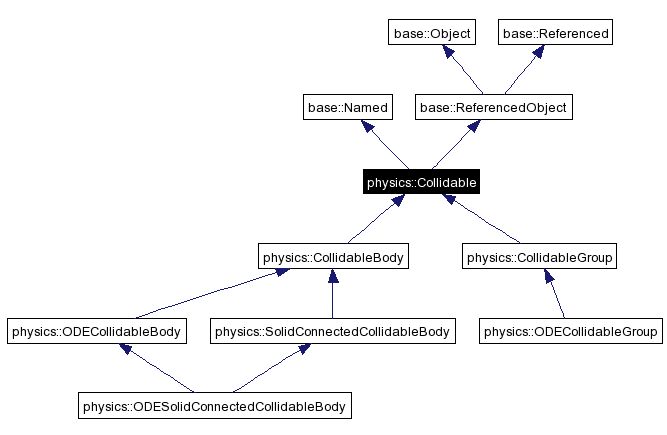 base::Object
base::Referenced
base::Named
base::ReferencedObject
physics::Collidable
physics::CollidableBody
physics::CollidableGroup
physics::ODECollidableBody
physics::SolidConnectedCollidableBody
physics::ODECollidableGroup
physics::ODESolidConnectedCollidableBody